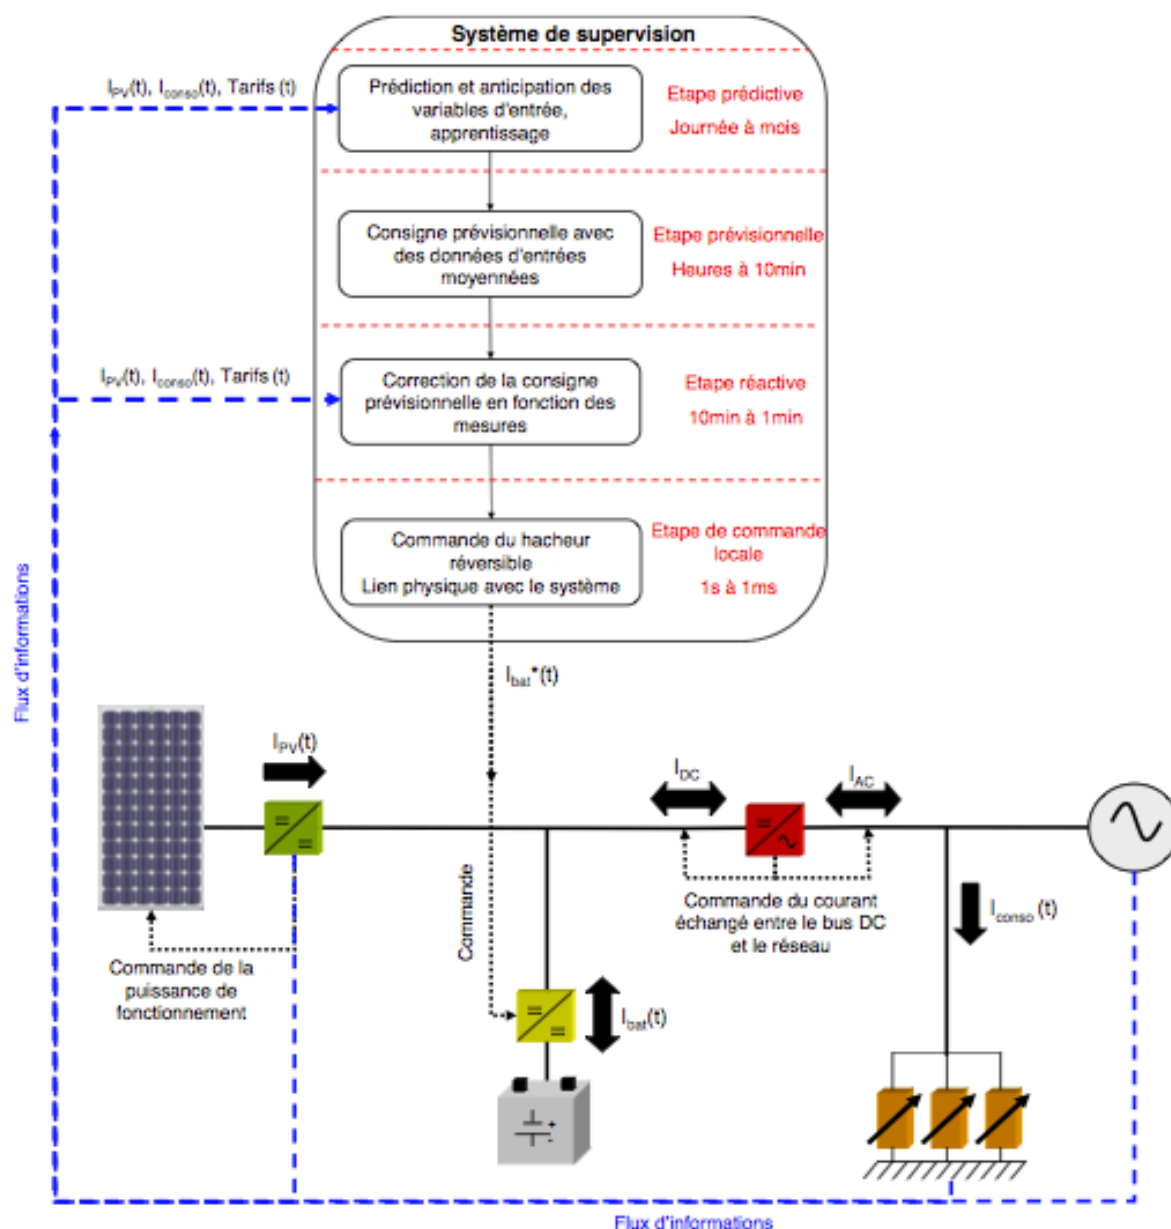 Système de supervision
I_PV(t), I_conso(t), Tarifs (t)
Prédiction et anticipation des
variables d'entrée,
apprentissage
Etape prédictive
Journée à mois
Consigne prévisionnelle avec
des données d'entrées
moyennées
Etape prévisionnelle
Heures à 10min
I_PV(t), I_conso(t), Tarifs (t)
Correction de la consigne
prévisionnelle en fonction des
mesures
Etape réactive
10min à 1min
Commande du hacheur
réversible
Lien physique avec le système
Etape de commande
locale
1s à 1ms
Flux d'informations
I_bat*(t)
I_PV(t)
I_DC
I_AC
Commande
Commande du courant
échangé entre le bus DC
et le réseau
I_conso (t)
Commande de la
puissance de
fonctionnement
I_bat(t)
+
-
Flux d'informations